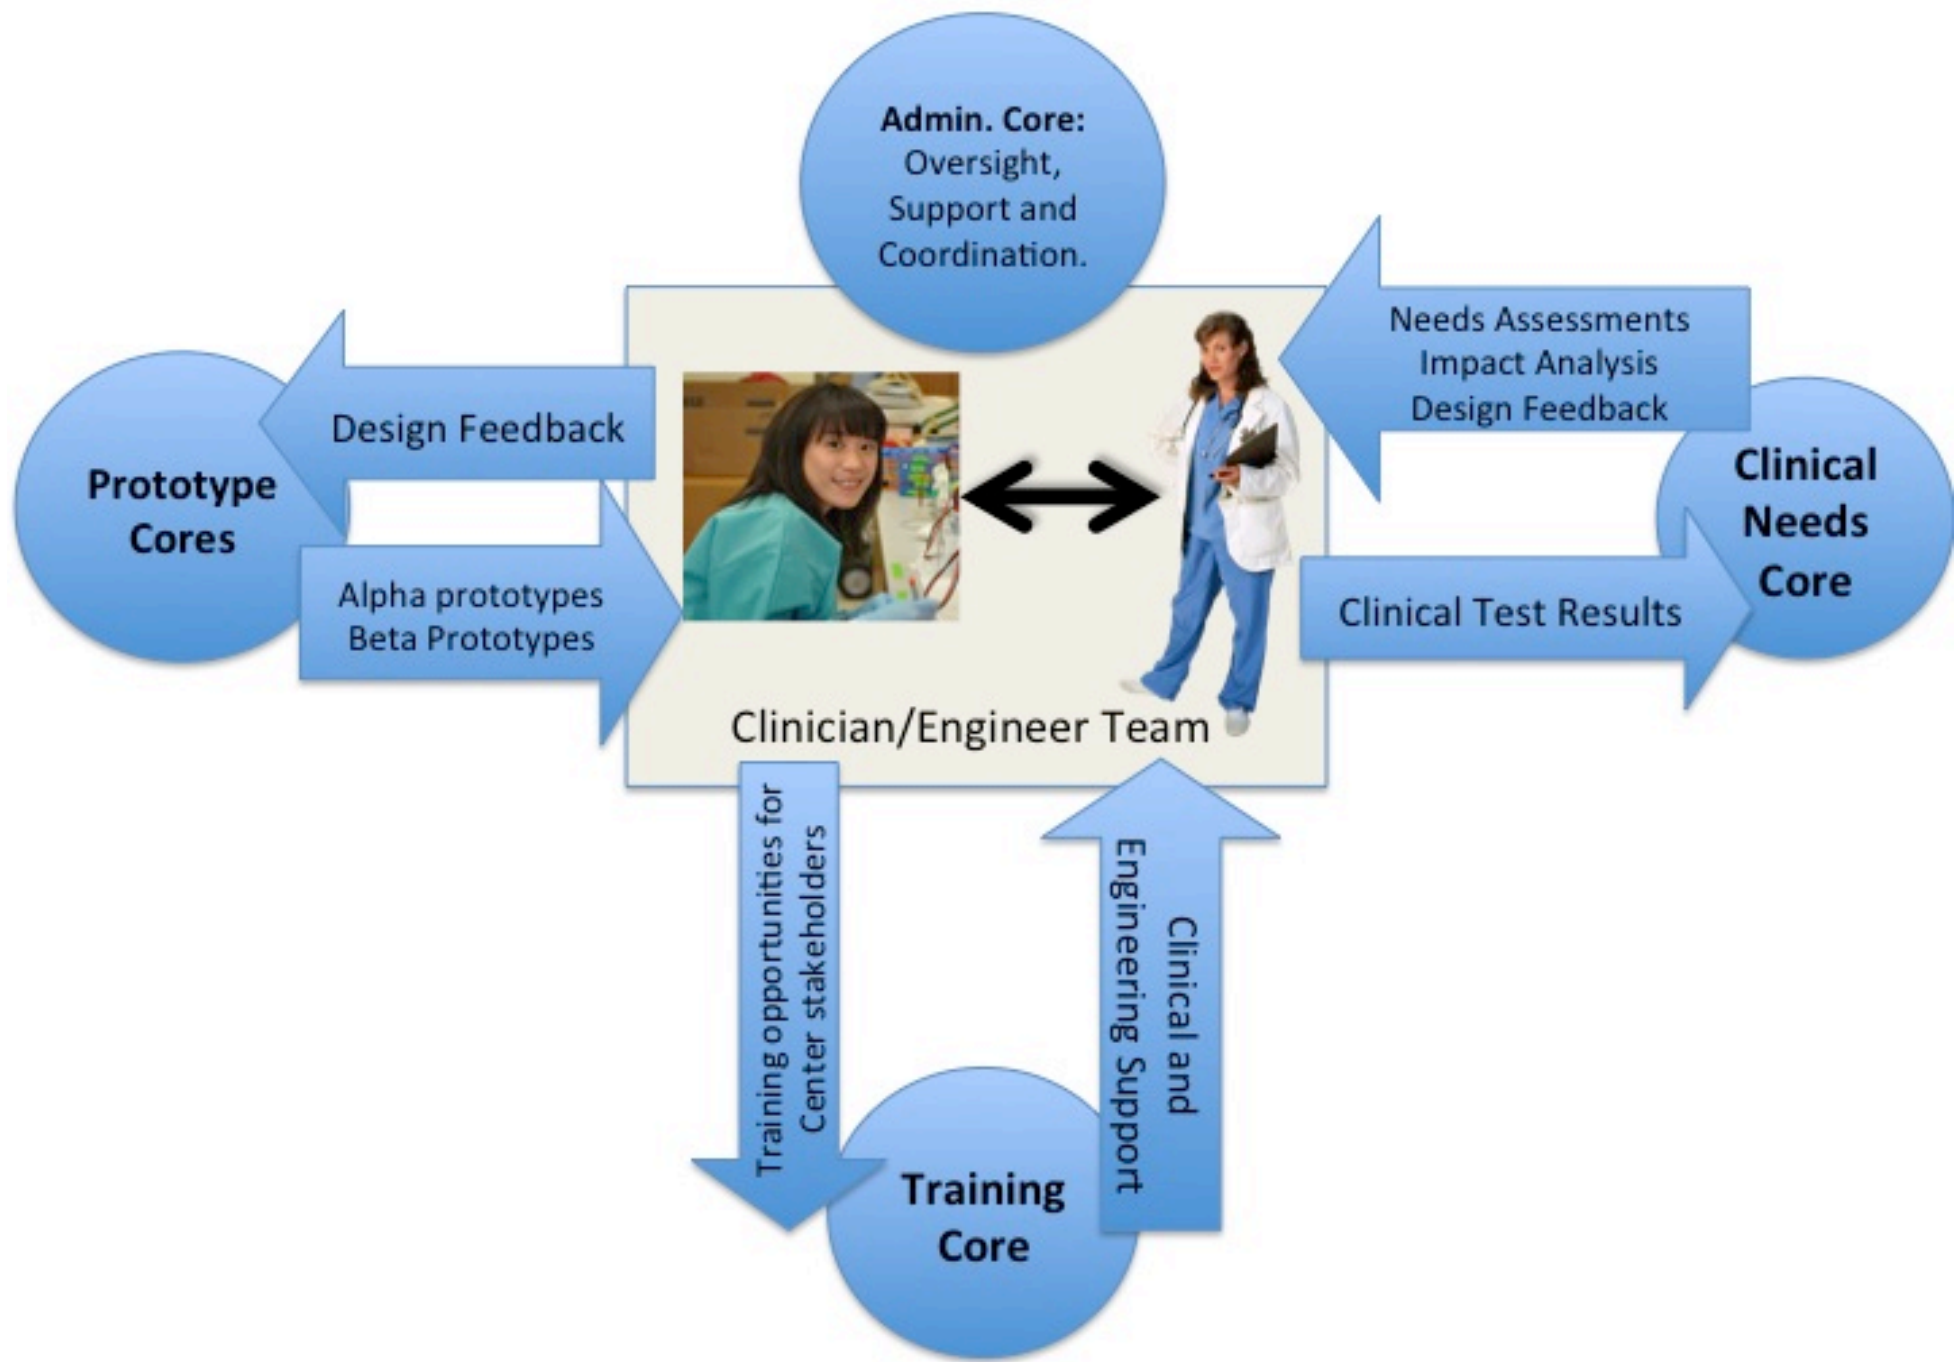 Admin. Core:
Oversight,
Support and
Coordination.
Needs Assessments
Impact Analysis
Design Feedback
Design Feedback
Prototype
Cores
Clinical
Needs
Core
Alpha prototypes
Beta Prototypes
Clinical Test Results
Clinician/Engineer Team
Training opportunities for
Center stakeholders
Clinical and
Engineering Support
Training
Core